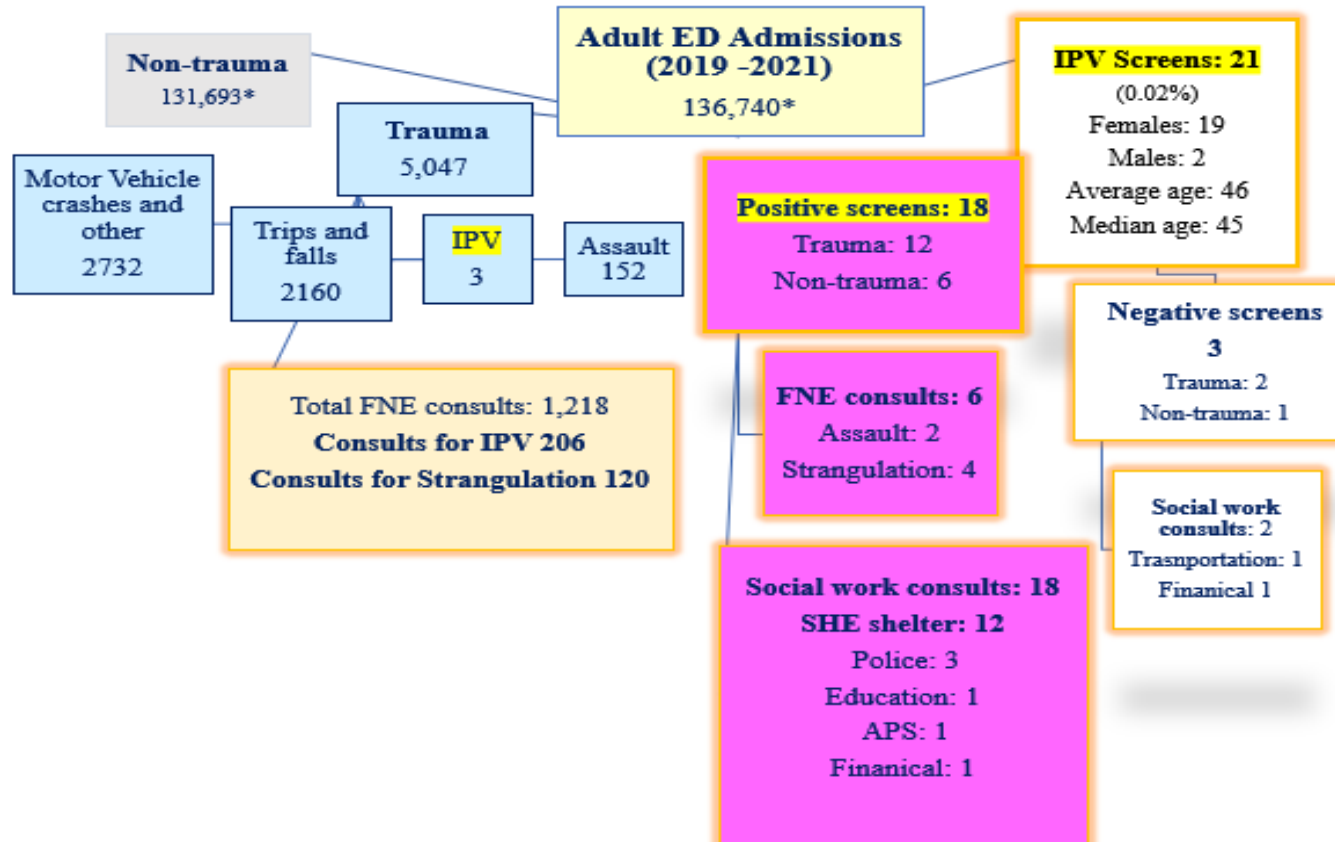 Adult ED Admissions
(2019 -2021)
136,740*
Non-trauma
131,693*
Trauma
5,047
Motor Vehicle
crashes and
other
2732
Trips and
falls
2160
IPV
3
Assault
152
Total FNE consults: 1,218
Consults for IPV 206
Consults for Strangulation 120
IPV Screens: 21
(0.02%)
Females: 19
Males: 2
Average age: 46
Median age: 45
Positive screens: 18
Trauma: 12
Non-trauma: 6
FNE consults: 6
Assault: 2
Strangulation: 4
Social work consults: 18
SHE shelter: 12
Police: 3
Education: 1
APS: 1
Finanical: 1
Negative screens
3
Trauma: 2
Non-trauma: 1
Social work
consults: 2
Trasnportation: 1
Finanical 1